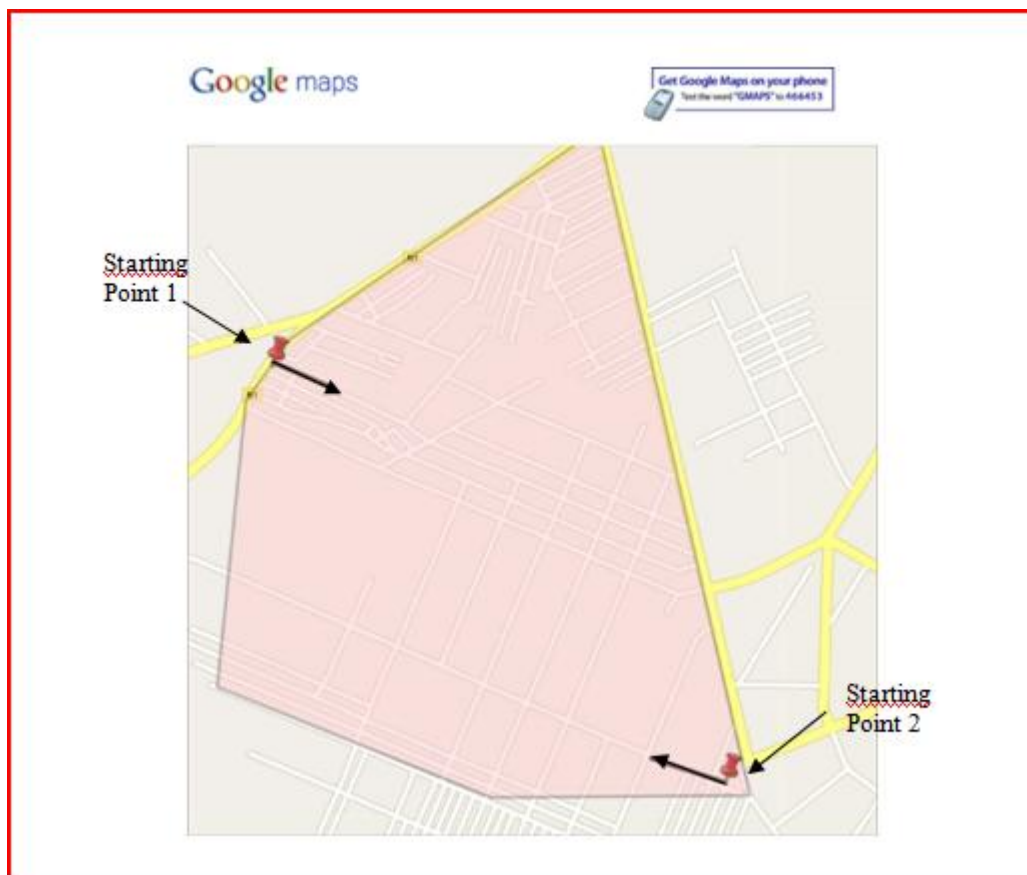 Google maps
Get Google Maps on your phone
Text the word "GMAPS" to 466453
Starting
Point 1
Starting
Point 2